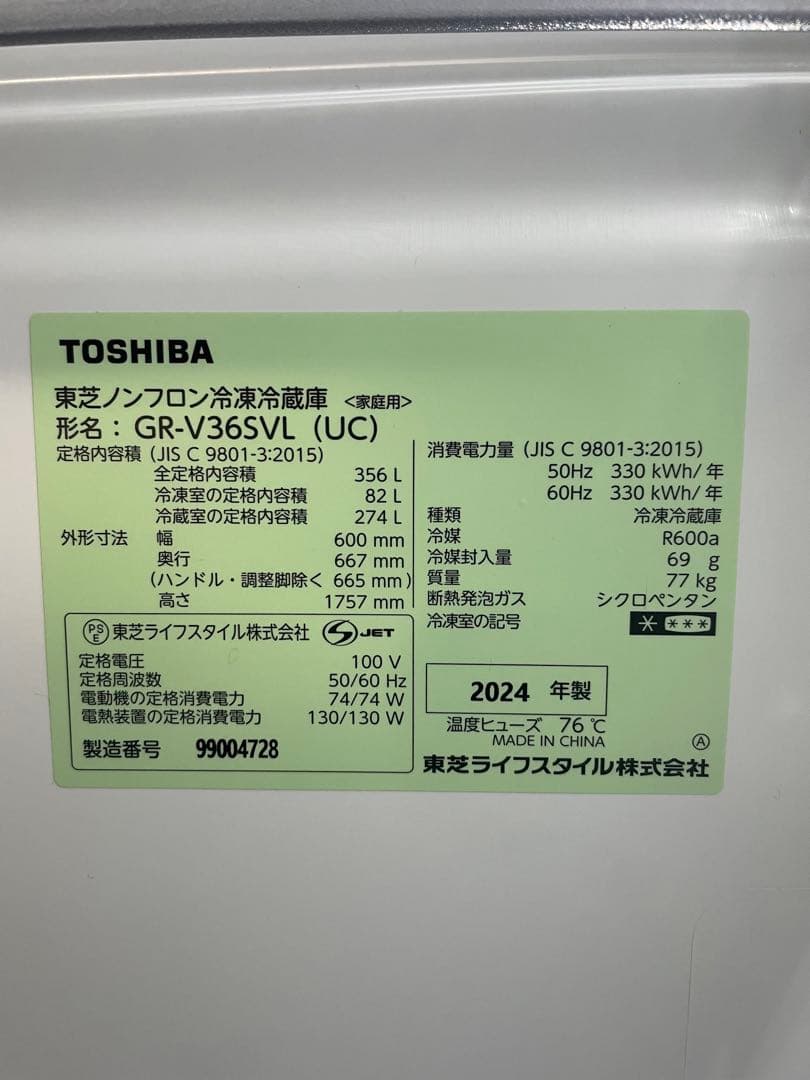 TOSHIBA
東芝ノンフロン冷凍冷蔵庫 <家庭用>
形名： GR-V36SVL (UC)
定格内容積 (JIS C 9801-3:2015)
全定格内容積 356 L
冷凍室の定格内容積 82 L
冷蔵室の定格内容積 274 L
外形寸法 幅 600 mm
奥行 667 mm
(ハンドル・調整脚除く 665 mm)
高さ 1757 mm
PS E 東芝ライフスタイル株式会社 S JET
定格電圧 100 V
定格周波数 50/60 Hz
電動機の定格消費電力 74/74 W
電熱装置の定格消費電力 130/130 W
製造番号 99004728
消費電力量 (JIS C 9801-3:2015)
50Hz 330 kWh/年
60Hz 330 kWh/年
種類 冷凍冷蔵庫
冷媒 R600a
冷媒封入量 69 g
質量 77 kg
断熱発泡ガス シクロペンタン
冷凍室の記号 * ***
2024 年製
温度ヒューズ 76 ℃
MADE IN CHINA Ⓐ
東芝ライフスタイル株式会社